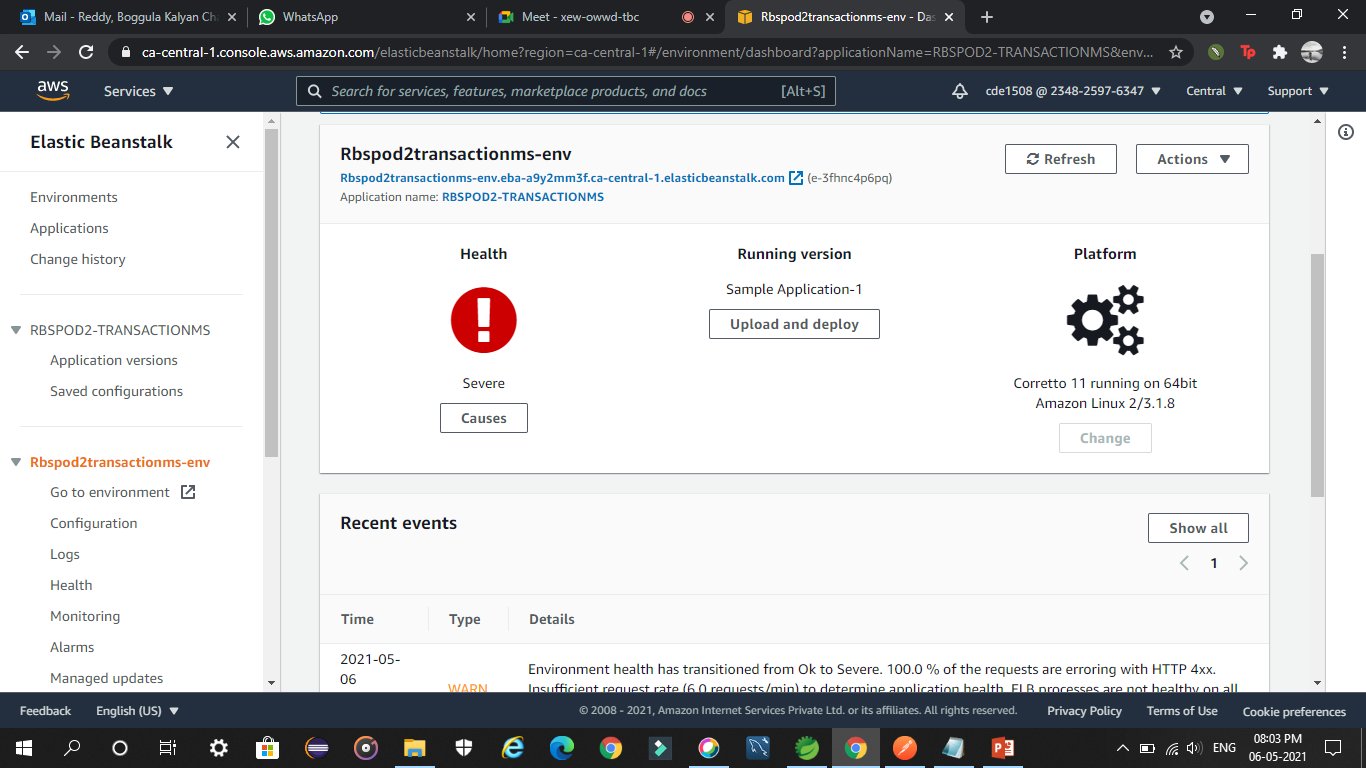 Mail - Reddy, Boggula Kalyan Ch
WhatsApp
Meet - xew-owwd-tbc
Rbspod2transactionms-env - Das
ca-central-1.console.aws.amazon.com/elasticbeanstalk/home?region=ca-central-1#/environment/dashboard?applicationName=RBSPOD2-TRANSACTIONMS&env...
aws
Services
Search for services, features, marketplace products, and docs [Alt+S]
cde1508 @ 2348-2597-6347
Central
Support
Elastic Beanstalk
Environments
Applications
Change history
RBSPOD2-TRANSACTIONMS
Application versions
Saved configurations
Rbspod2transactionms-env
Go to environment
Configuration
Logs
Health
Monitoring
Alarms
Managed updates
Rbspod2transactionms-env
Refresh
Actions
Rbspod2transactionms-env.eba-a9y2mm3f.ca-central-1.elasticbeanstalk.com (e-3fhnc4p6pq)
Application name: RBSPOD2-TRANSACTIONMS
Health
Severe
Causes
Running version
Sample Application-1
Upload and deploy
Platform
Corretto 11 running on 64bit
Amazon Linux 2/3.1.8
Change
Recent events
Show all
1
Time Type Details
2021-05-
06
WARN
Environment health has transitioned from Ok to Severe. 100.0 % of the requests are erroring with HTTP 4xx.
Insufficient request rate (6.0 requests/min) to determine application health. ELB processes are not healthy on all
Feedback
English (US)
© 2008 - 2021, Amazon Internet Services Private Ltd. or its affiliates. All rights reserved.
Privacy Policy
Terms of Use
Cookie preferences
ENG
08:03 PM
06-05-2021